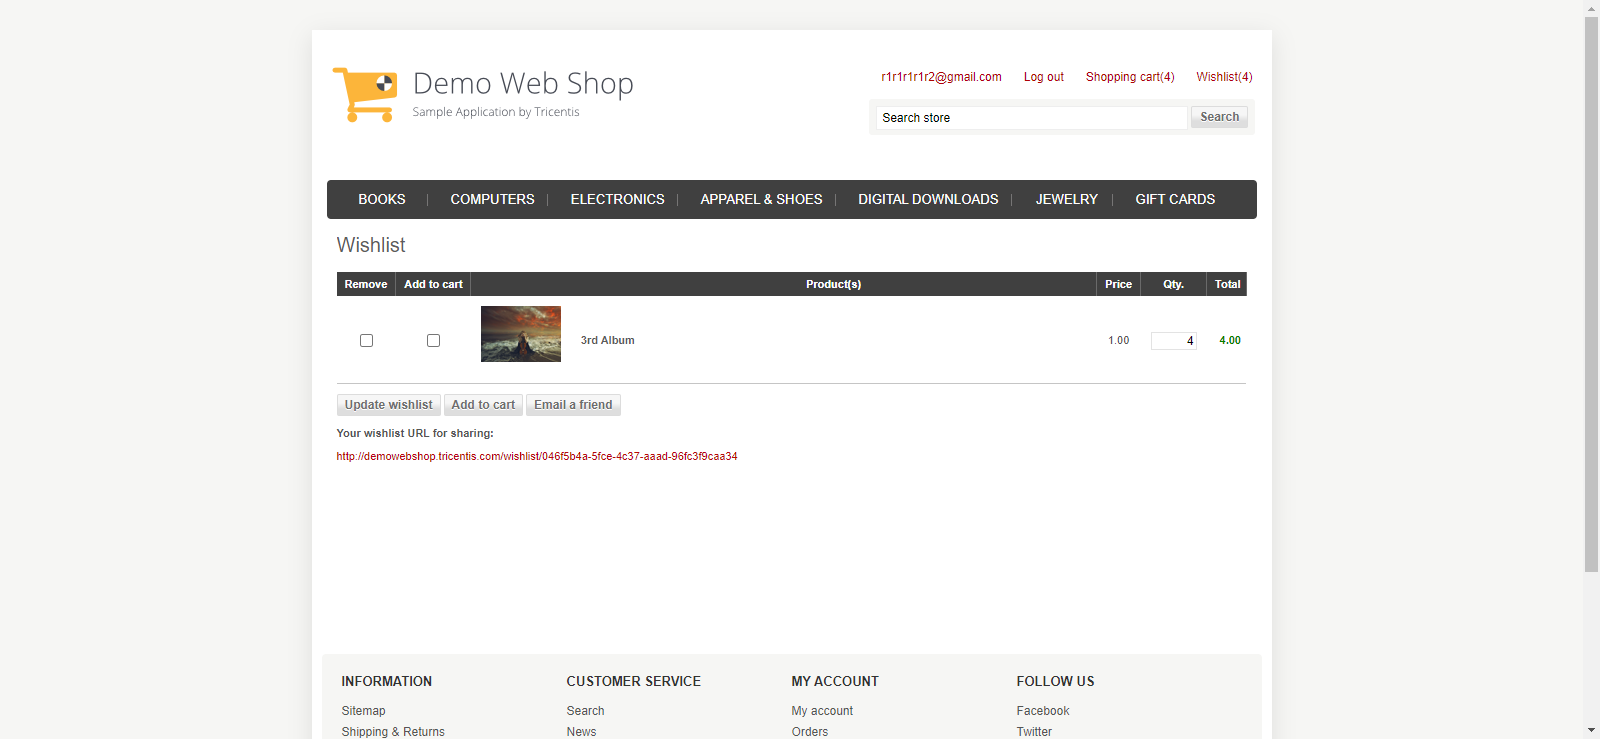 Demo Web Shop
Sample Application by Tricentis
r1r1r1r1r2@gmail.com Log out Shopping cart(4) Wishlist(4)
Search store Search
BOOKS COMPUTERS ELECTRONICS APPAREL & SHOES DIGITAL DOWNLOADS JEWELRY GIFT CARDS
Wishlist
Remove Add to cart Product(s) Price Qty. Total
3rd Album 1.00 4 4.00
Update wishlist Add to cart Email a friend
Your wishlist URL for sharing:
http://demowebshop.tricentis.com/wishlist/046f5b4a-5fce-4c37-aaad-96fc3f9caa34
INFORMATION CUSTOMER SERVICE MY ACCOUNT FOLLOW US
Sitemap Search My account Facebook
Shipping & Returns News Orders Twitter